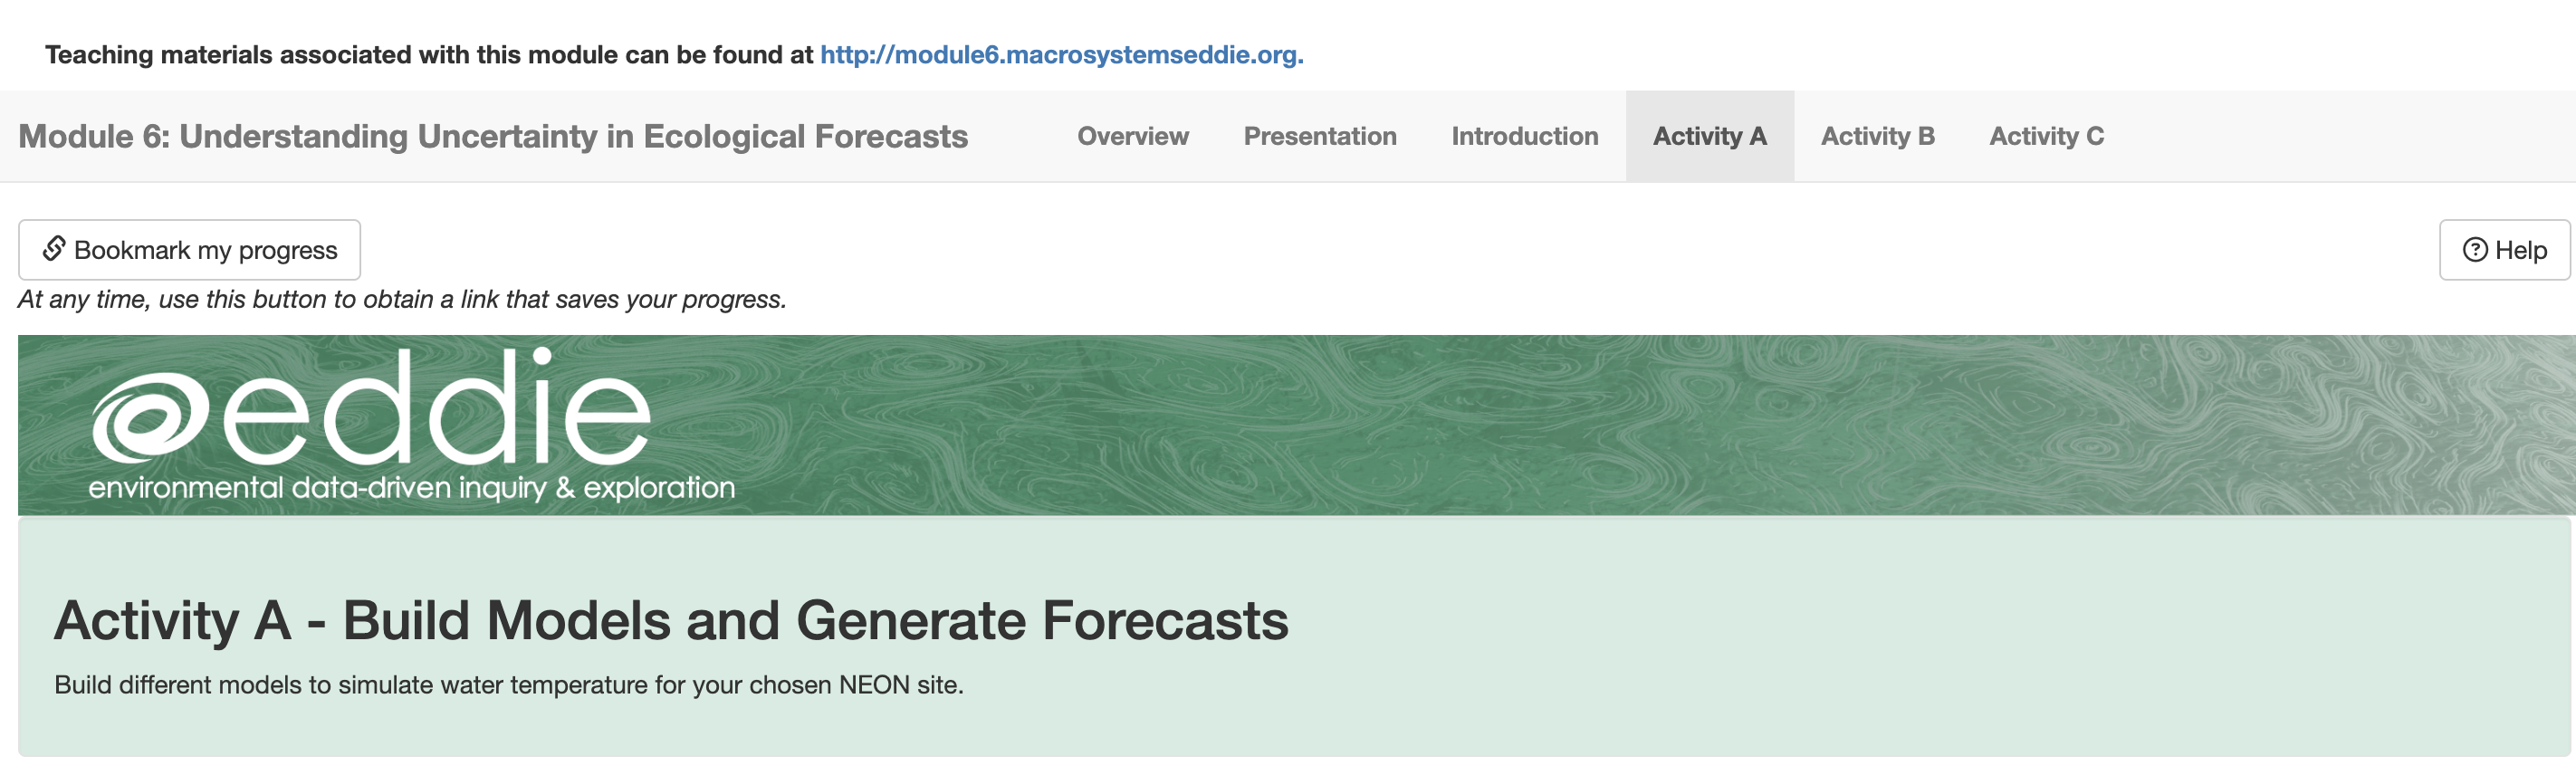 Teaching materials associated with this module can be found at http://module6.macrosystemseddie.org.
Module 6: Understanding Uncertainty in Ecological Forecasts Overview Presentation Introduction Activity A Activity B Activity C
Bookmark my progress Help
At any time, use this button to obtain a link that saves your progress.
eddie
environmental data-driven inquiry & exploration
Activity A - Build Models and Generate Forecasts
Build different models to simulate water temperature for your chosen NEON site.